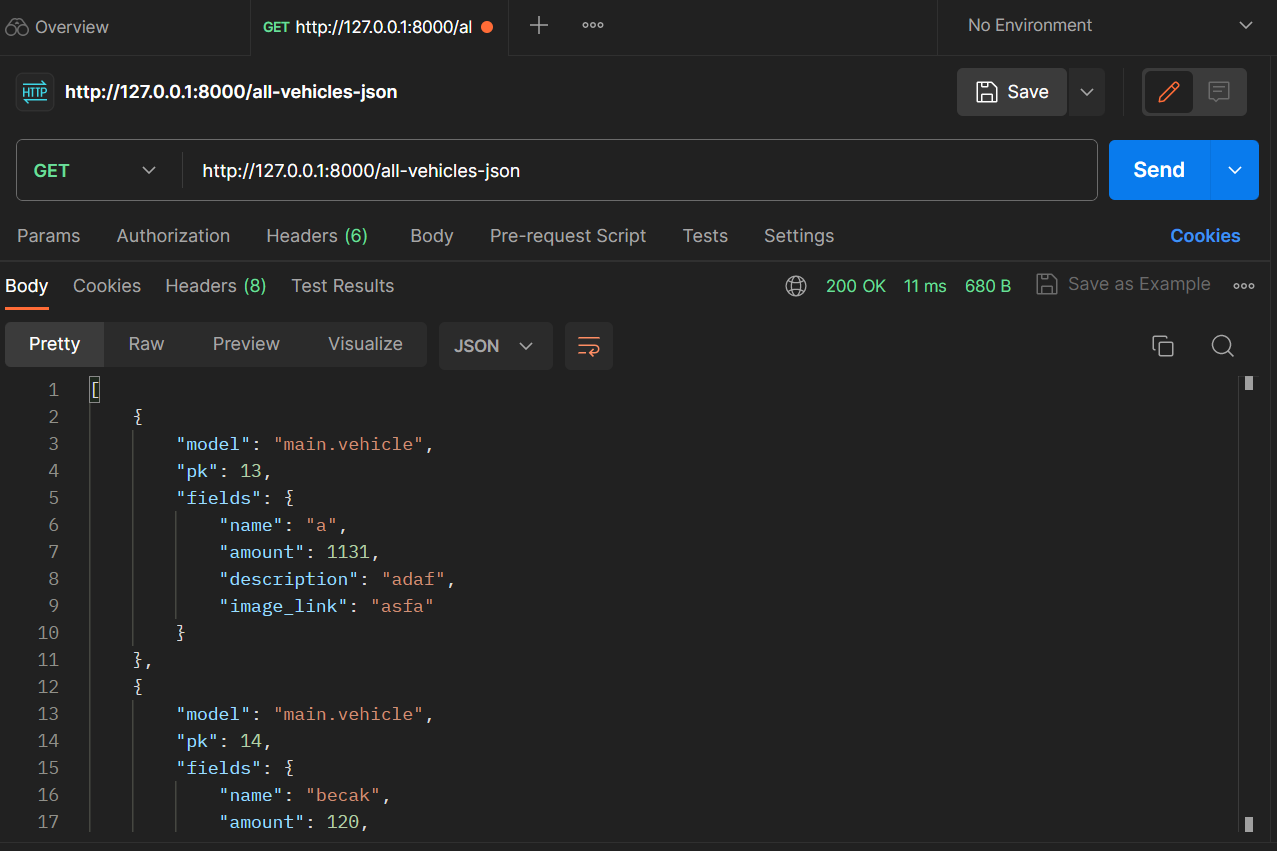 Overview
GET http://127.0.0.1:8000/al
No Environment
HTTP http://127.0.0.1:8000/all-vehicles-json
Save
GET http://127.0.0.1:8000/all-vehicles-json Send
Params Authorization Headers (6) Body Pre-request Script Tests Settings Cookies
Body Cookies Headers (8) Test Results 200 OK 11 ms 680 B Save as Example
Pretty Raw Preview Visualize JSON
1 [
2 {
3 "model": "main.vehicle",
4 "pk": 13,
5 "fields": {
6 "name": "a",
7 "amount": 1131,
8 "description": "adaf",
9 "image_link": "asfa"
10 }
11 },
12 {
13 "model": "main.vehicle",
14 "pk": 14,
15 "fields": {
16 "name": "becak",
17 "amount": 120,